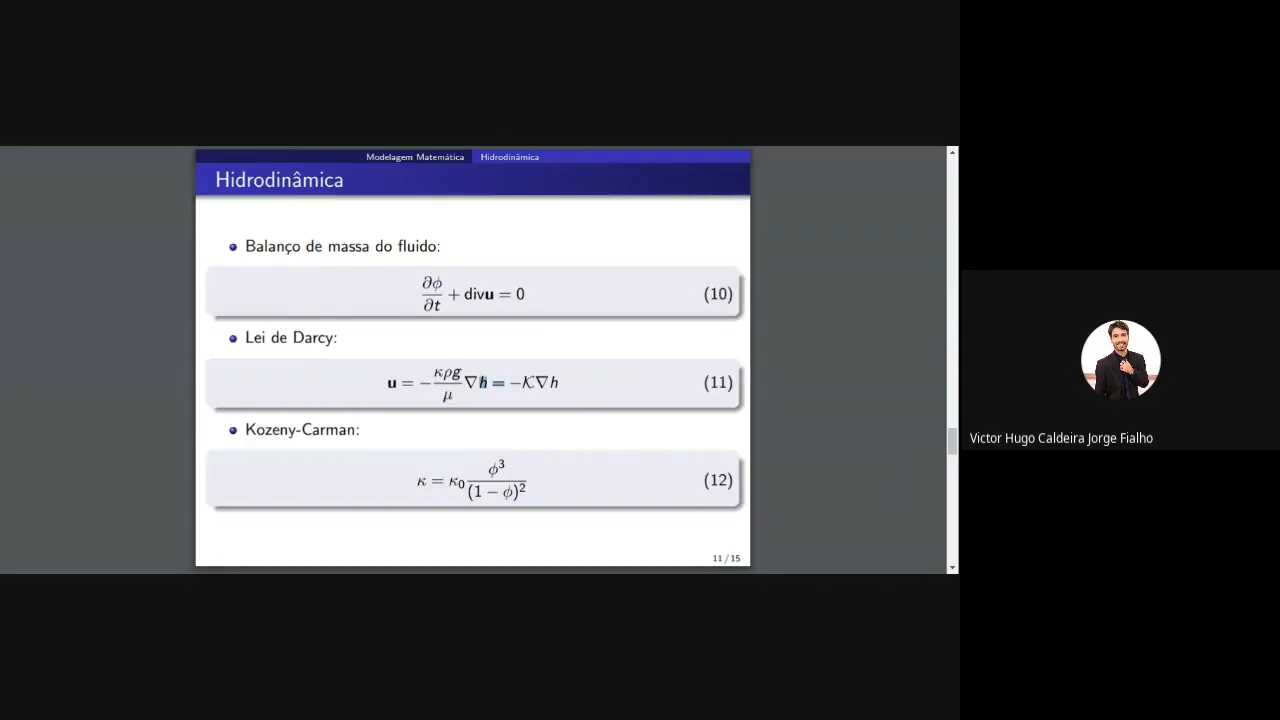 Modelagem Matemática Hidrodinâmica
Hidrodinâmica
Balanço de massa do fluido:
∂ϕ/∂t + div𝐮 = 0 (10)
Lei de Darcy:
𝐮 = −κρg/μ ∇h = −𝒦∇h (11)
Kozeny-Carman:
κ = κ₀ ϕ³/(1 − ϕ)² (12)
11 / 15
Victor Hugo Caldeira Jorge Fialho